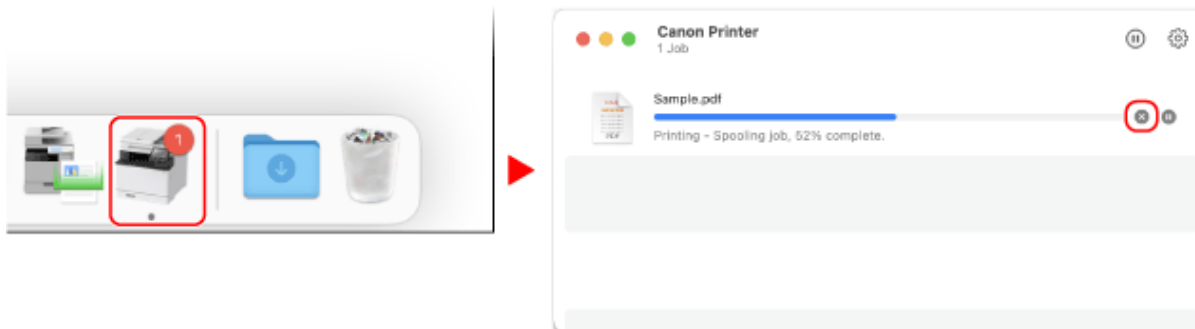 1
Canon Printer
1 Job
Sample.pdf
Printing - Spooling job, 52% complete.
PDF